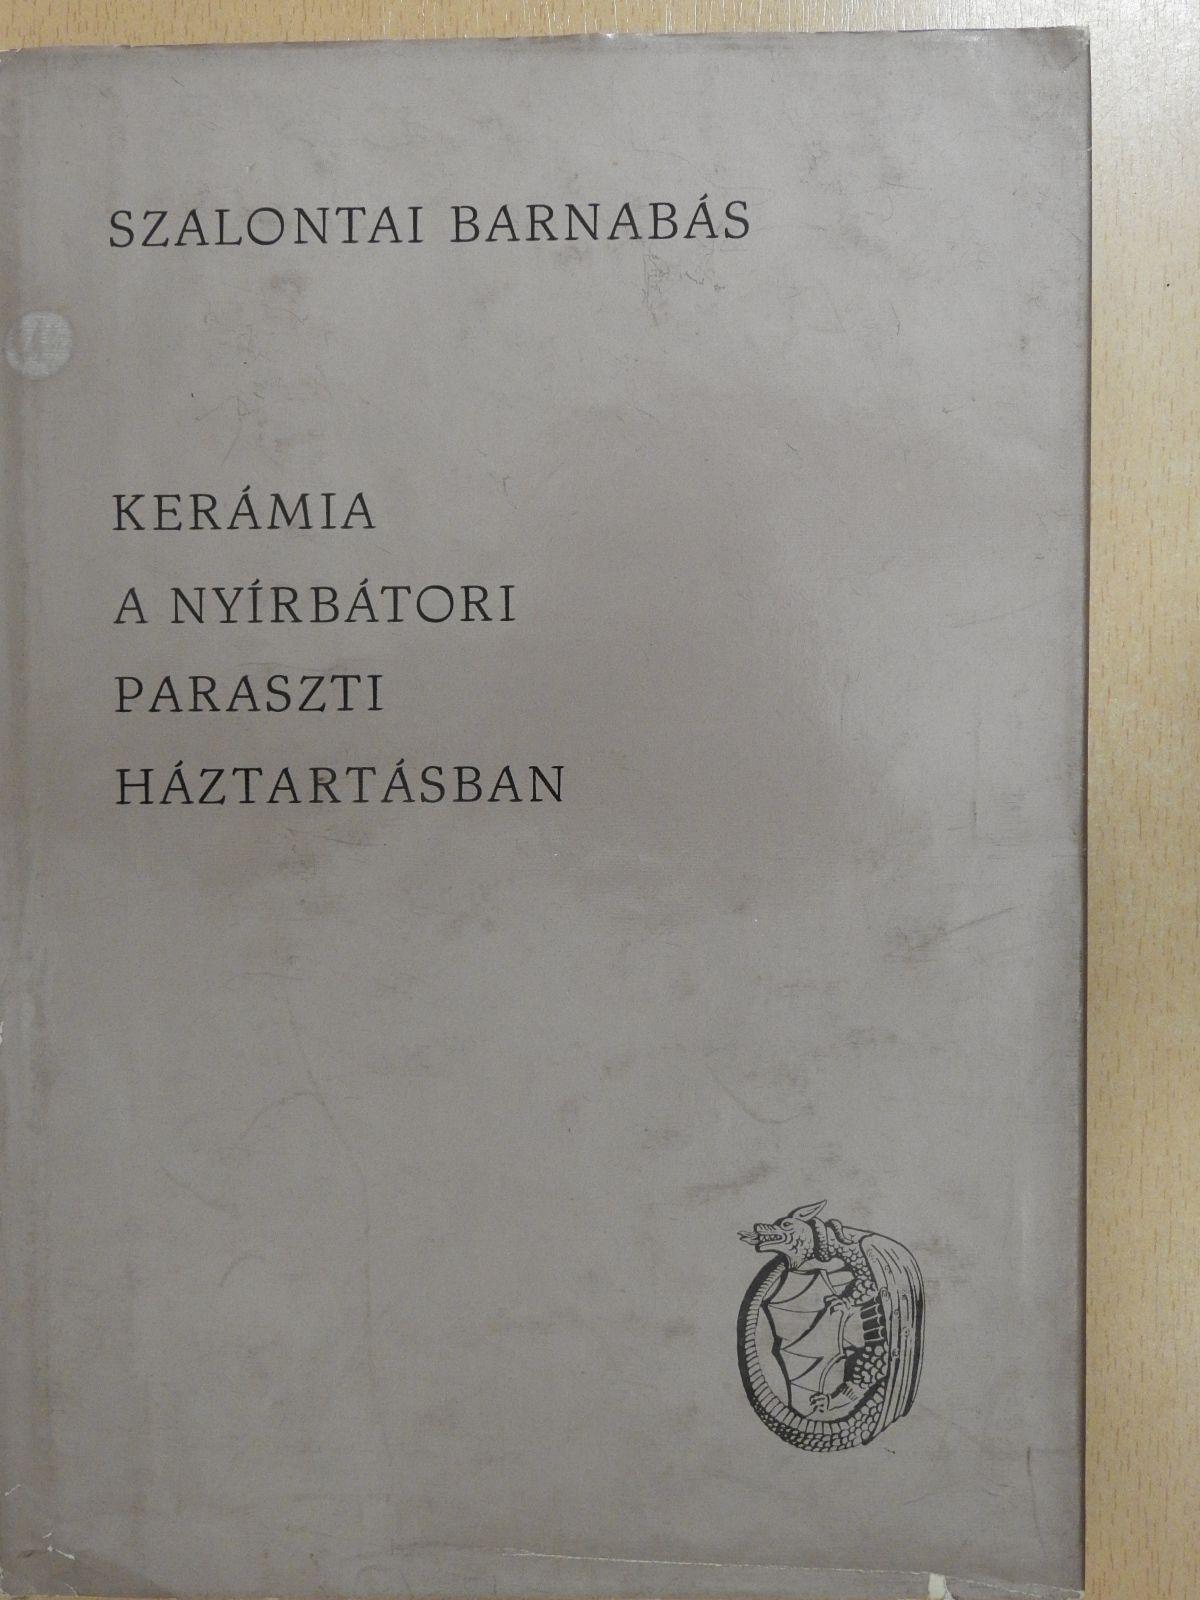 SZALONTAI BARNABÁS
KERÁMIA
A NYÍRBÁTORI
PARASZTI
HÁZTARTÁSBAN